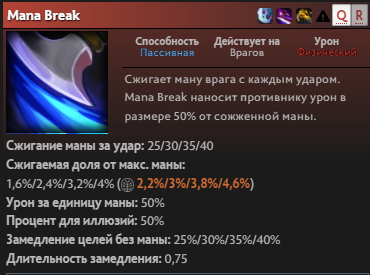 Mana Break
Q R
Способность Действует на Урон
Пассивная Врагов Физический
Сжигает ману врага с каждым ударом.
Mana Break наносит противнику урон в
размере 50% от сожженной маны.
Сжигание маны за удар: 25/30/35/40
Сжигаемая доля от макс. маны:
1,6%/2,4%/3,2%/4% (2,2%/3%/3,8%/4,6%)
Урон за единицу маны: 50%
Процент для иллюзий: 50%
Замедление целей без маны: 25%/30%/35%/40%
Длительность замедления: 0,75